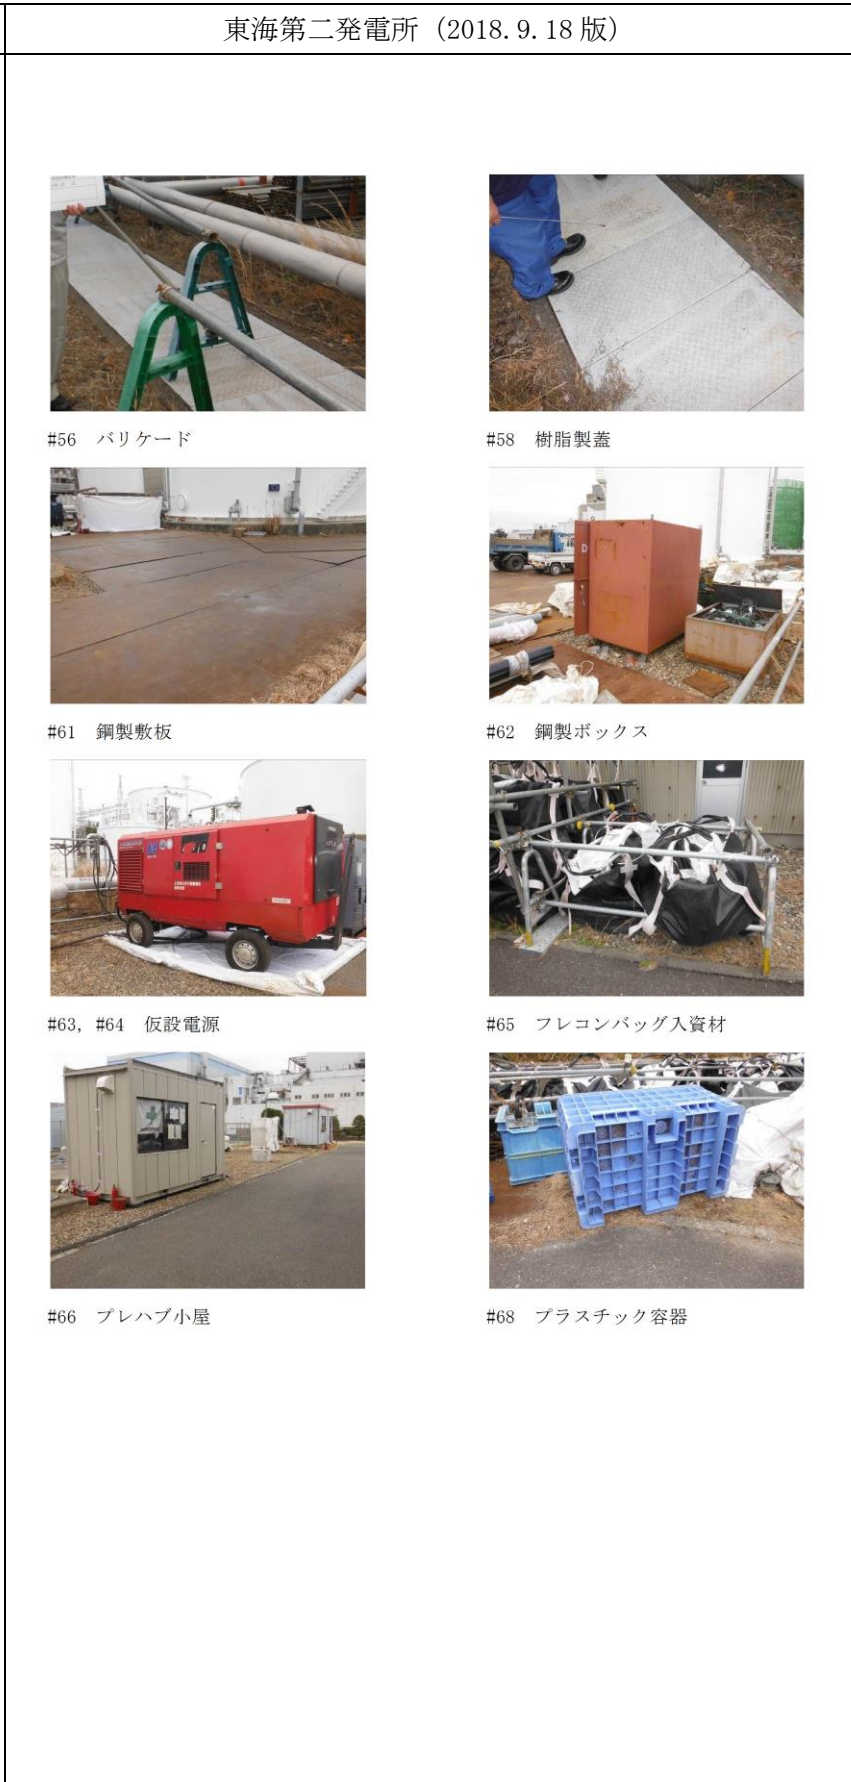 東海第二発電所（2018.9.18版）
#56 バリケード
#58 樹脂製蓋
#61 鋼製敷板
#62 鋼製ボックス
D
#63, #64 仮設電源
#65 フレコンバッグ入資材
#66 プレハブ小屋
#68 プラスチック容器